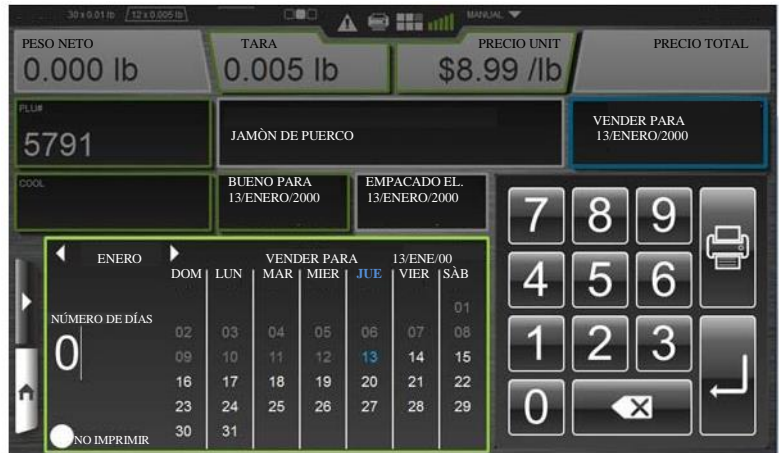 30 x 0.01 lb 12 x 0.005 lb MANUAL
PESO NETO TARA PRECIO UNIT PRECIO TOTAL
0.000 lb 0.005 lb $8.99 /lb
PLU#
5791
JAMÒN DE PUERCO
VENDER PARA
13/ENERO/2000
COOL
BUENO PARA
13/ENERO/2000
EMPACADO EL.
13/ENERO/2000
ENERO VENDER PARA 13/ENE/00
DOM LUN MAR MIER JUE VIER SÀB
01
02 03 04 05 06 07 08
09 10 11 12 13 14 15
16 17 18 19 20 21 22
23 24 25 26 27 28 29
30 31
NÚMERO DE DÍAS
0
NO IMPRIMIR
7 8 9
4 5 6
1 2 3
0